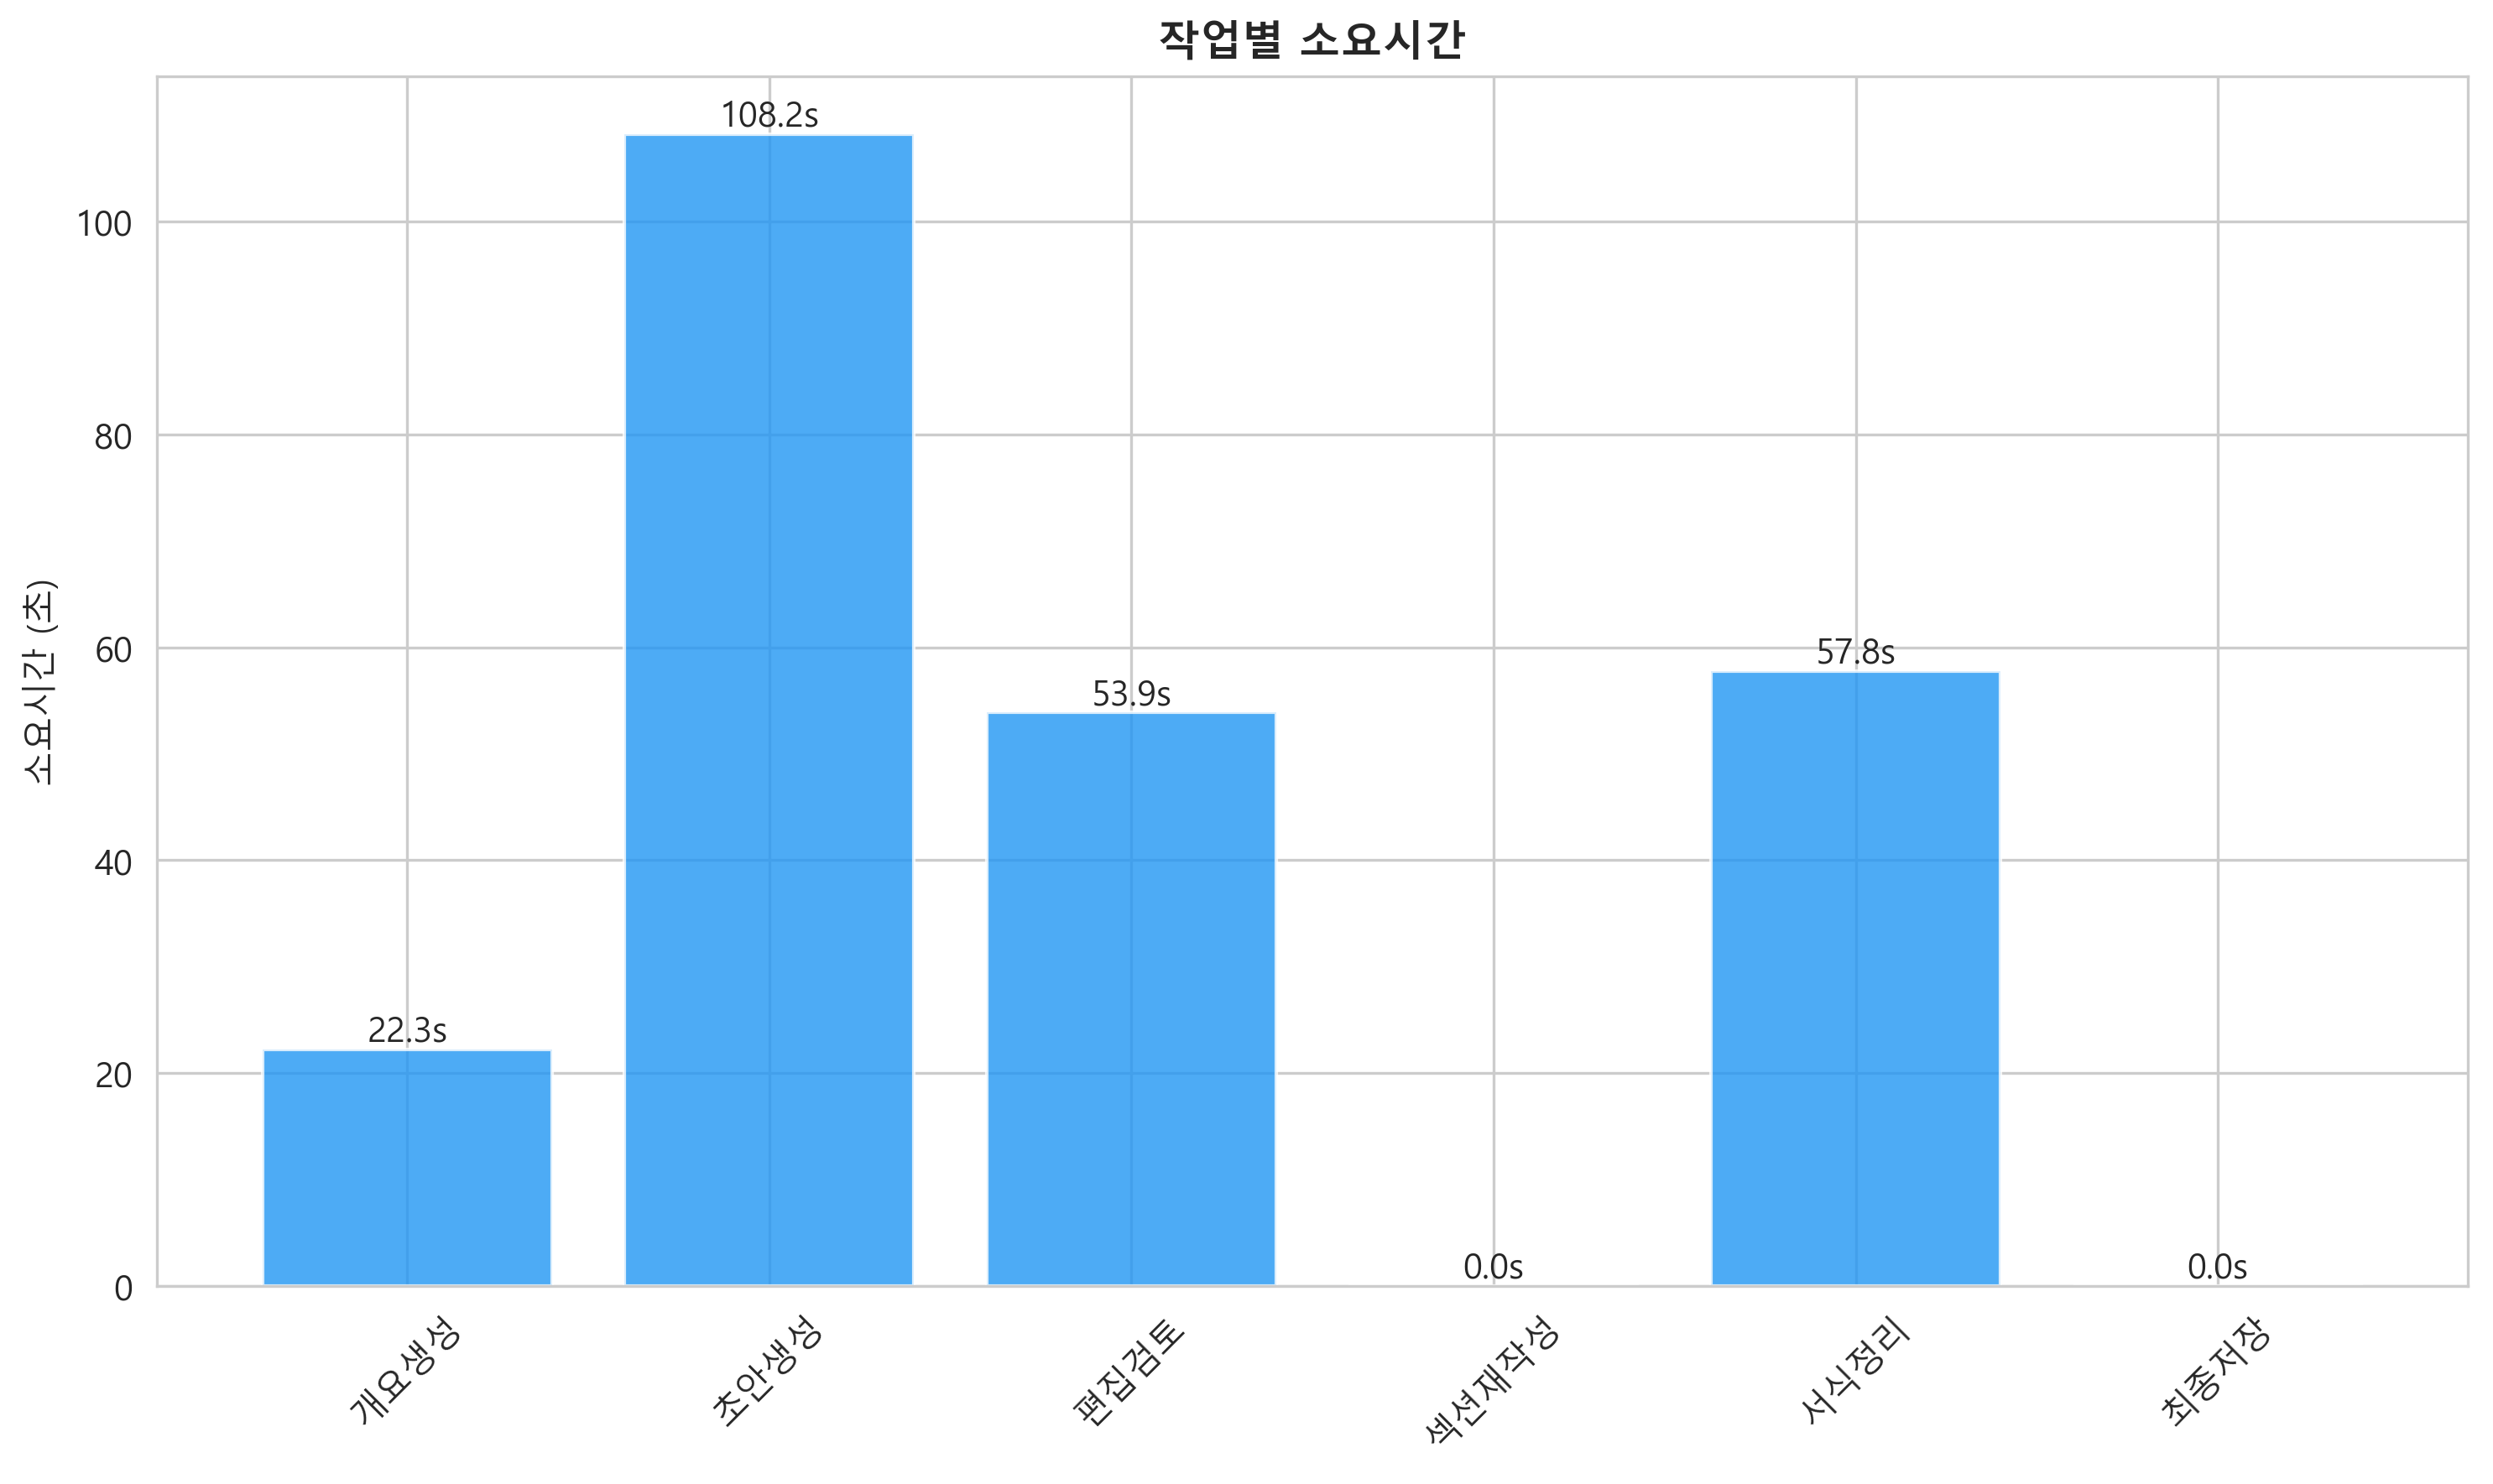 작업별 소요시간
소요시간 (초)
100
80
60
40
20
0
22.3s
108.2s
53.9s
0.0s
57.8s
0.0s
개요생성
초안생성
편집검토
섹션재작성
서식정리
최종저장